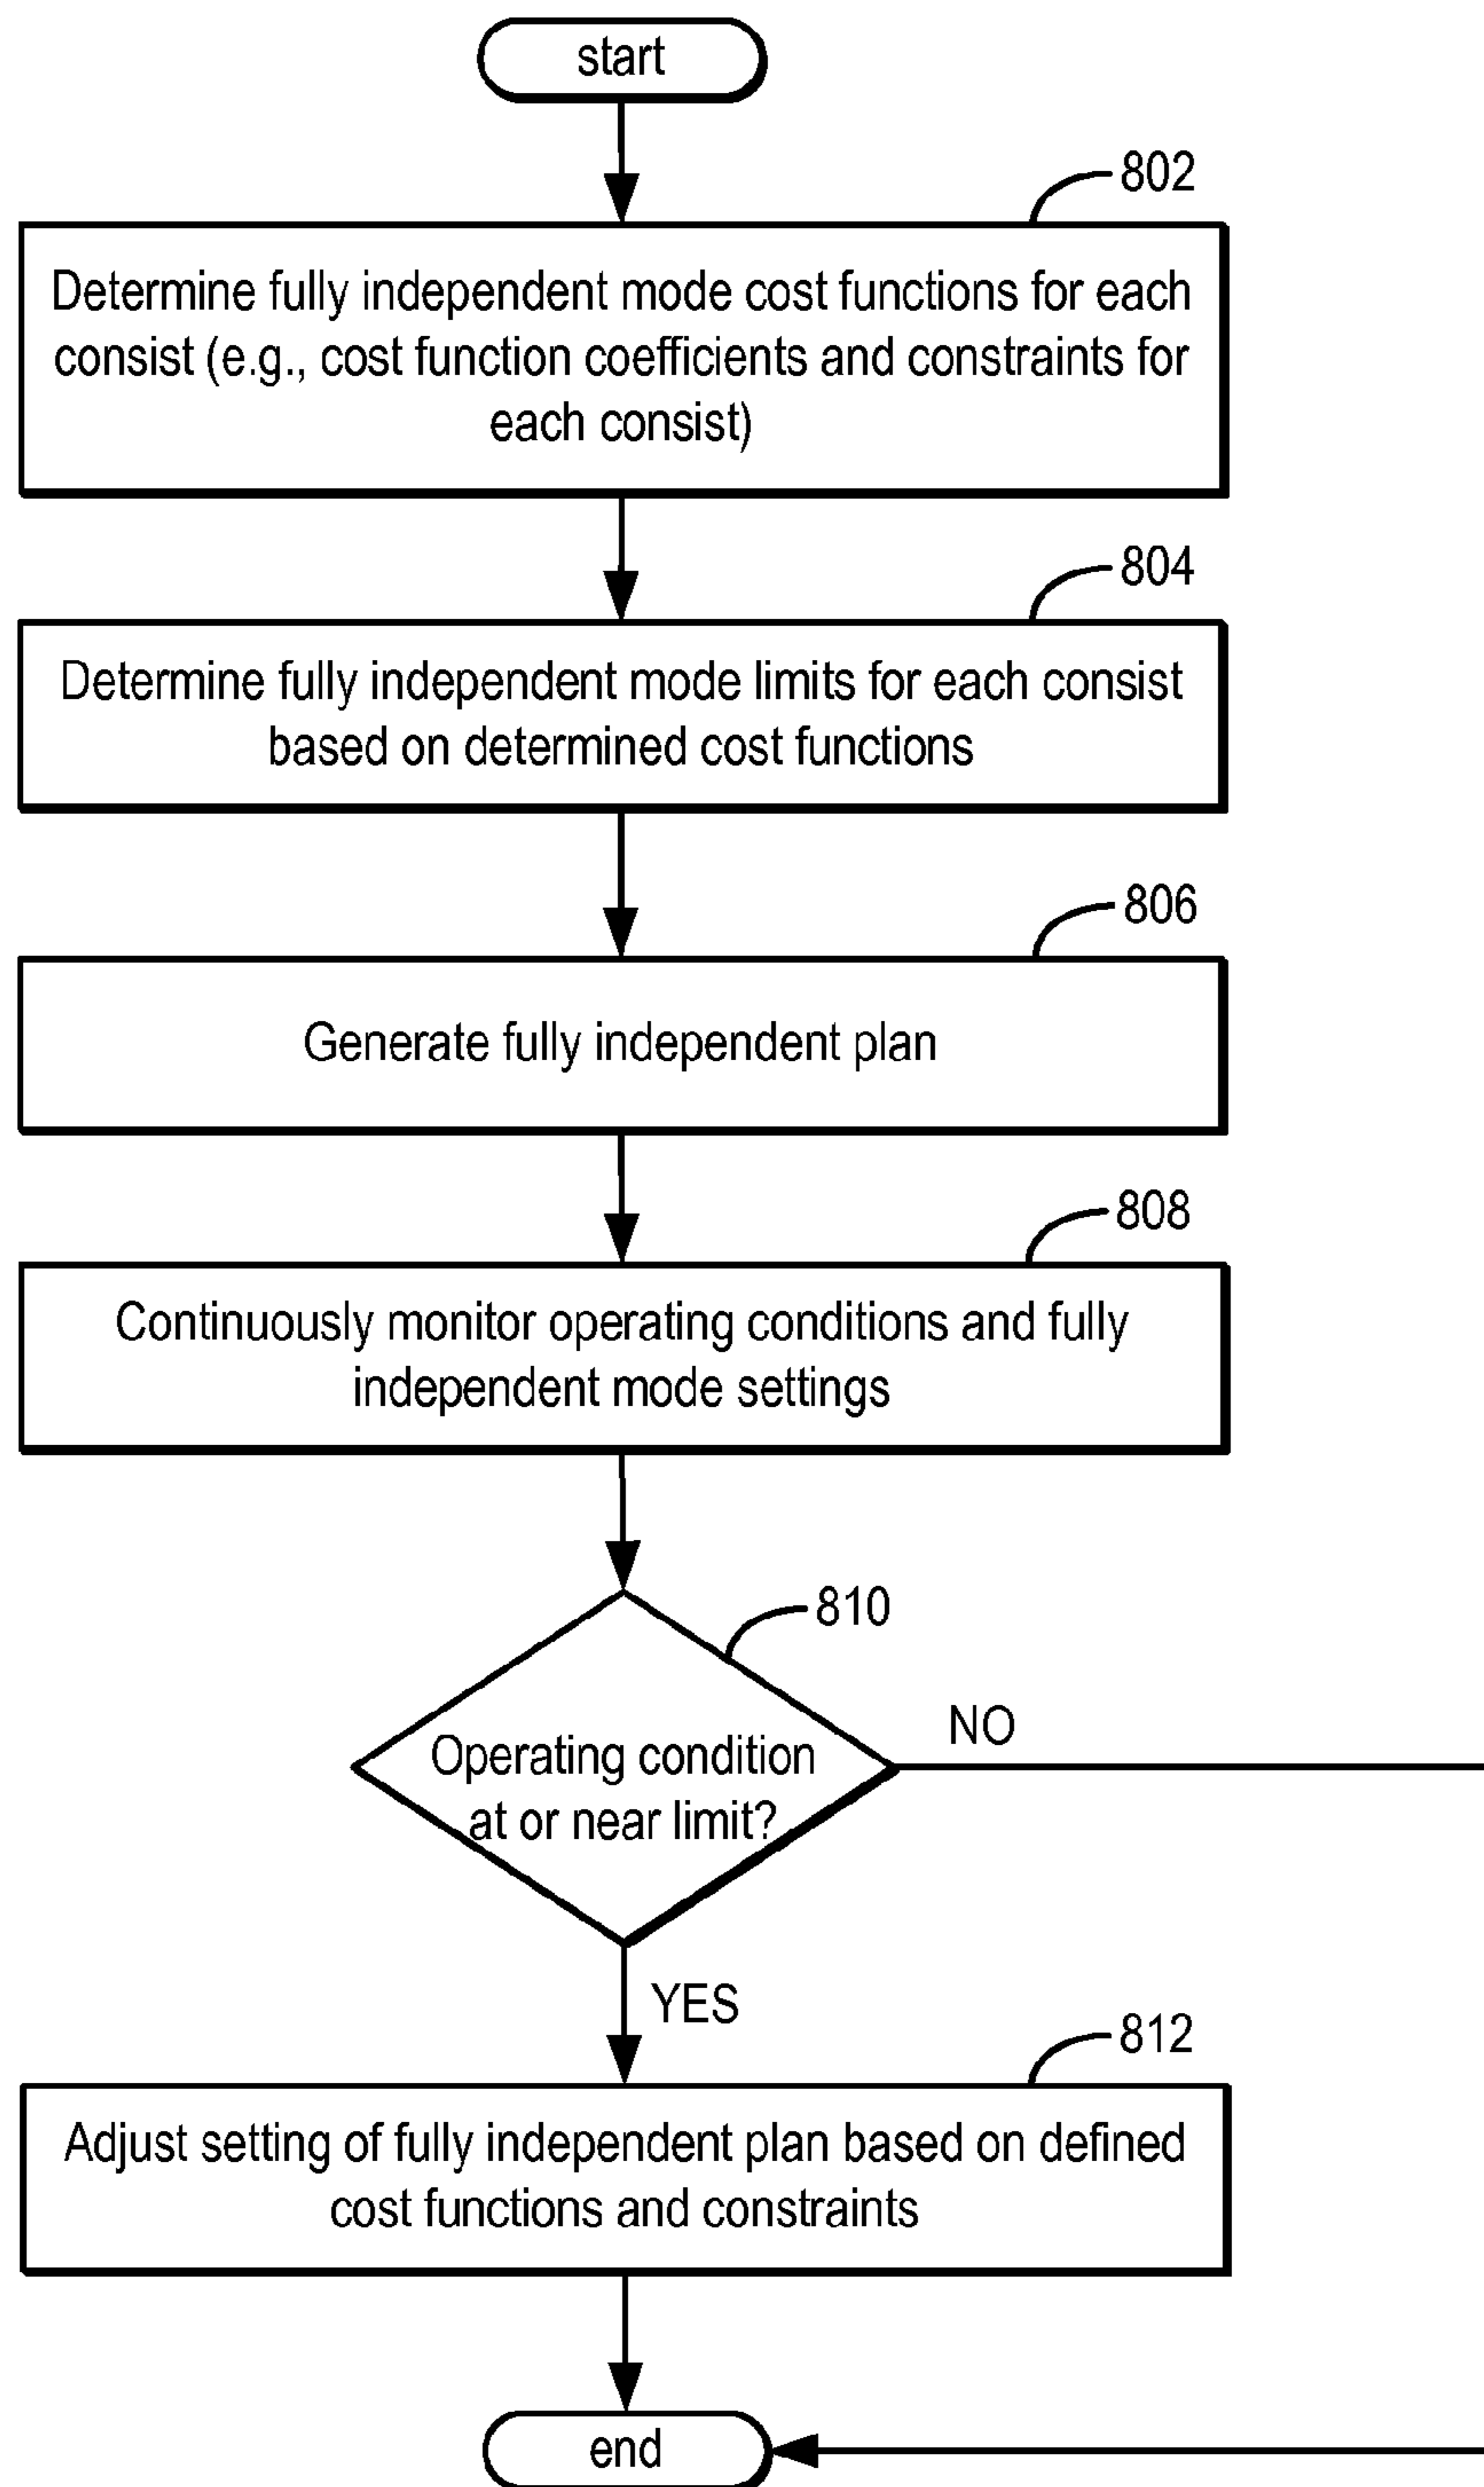 start
802
Determine fully independent mode cost functions for each
consist (e.g., cost function coefficients and constraints for
each consist)
804
Determine fully independent mode limits for each consist
based on determined cost functions
806
Generate fully independent plan
808
Continuously monitor operating conditions and fully
independent mode settings
810
Operating condition
at or near limit?
NO
YES
812
Adjust setting of fully independent plan based on defined
cost functions and constraints
end